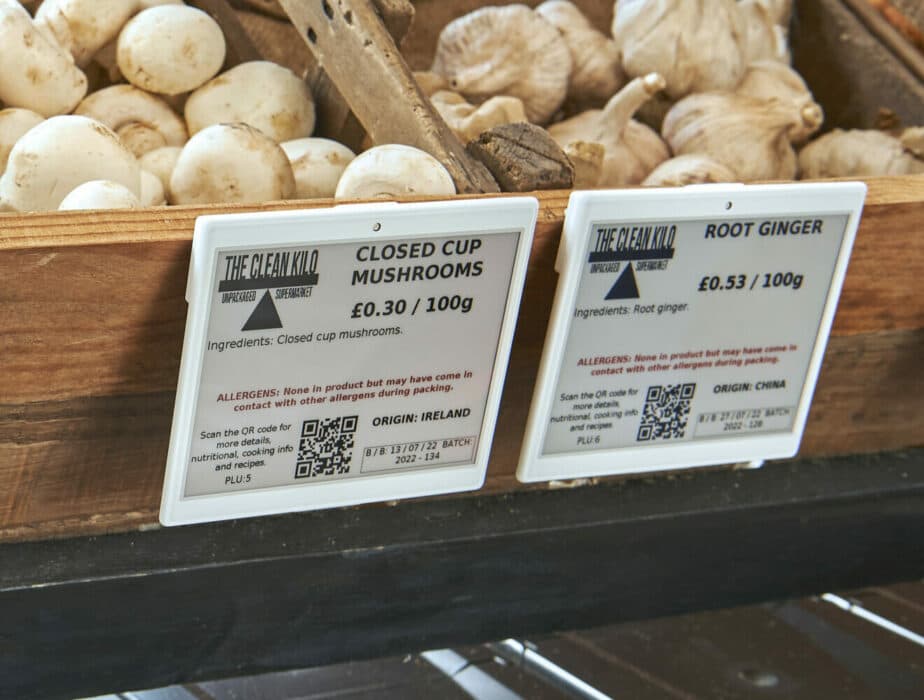 THE CLEAN KILO
UNPACKAGED SUPERMARKET
CLOSED CUP
MUSHROOMS
£0.30 / 100g
Ingredients: Closed cup mushrooms.
ALLERGENS: None in product but may have come in
contact with other allergens during packing.
Scan the QR code for
more details,
nutritional, cooking info
and recipes.
PLU:5
ORIGIN: IRELAND
B / B: 13 / 07 / 22 BATCH:
2022 - 134
THE CLEAN KILO
UNPACKAGED SUPERMARKET
ROOT GINGER
£0.53 / 100g
Ingredients: Root ginger.
ALLERGENS: None in product but may have come in
contact with other allergens during packing.
Scan the QR code for
more details,
nutritional, cooking info
and recipes.
PLU:6
ORIGIN: CHINA
B / B: 27 / 07 / 22 BATCH
2022 - 128